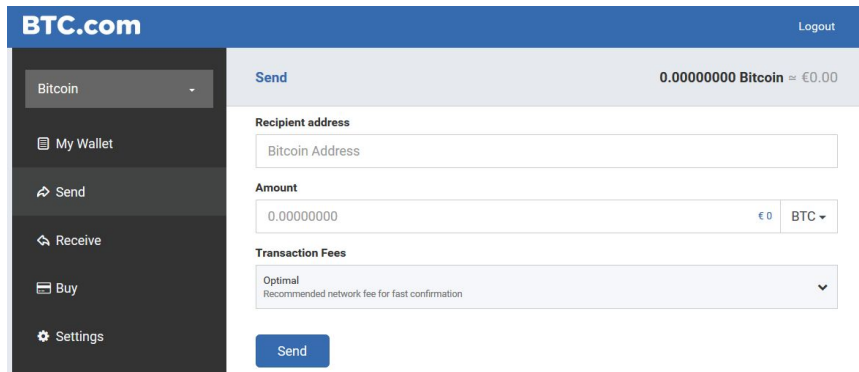 BTC.com
Logout
Bitcoin
My Wallet
Send
Receive
Buy
Settings
Send
0.00000000 Bitcoin ≃ €0.00
Recipient address
Bitcoin Address
Amount
0.00000000 € 0 BTC
Transaction Fees
Optimal
Recommended network fee for fast confirmation
Send